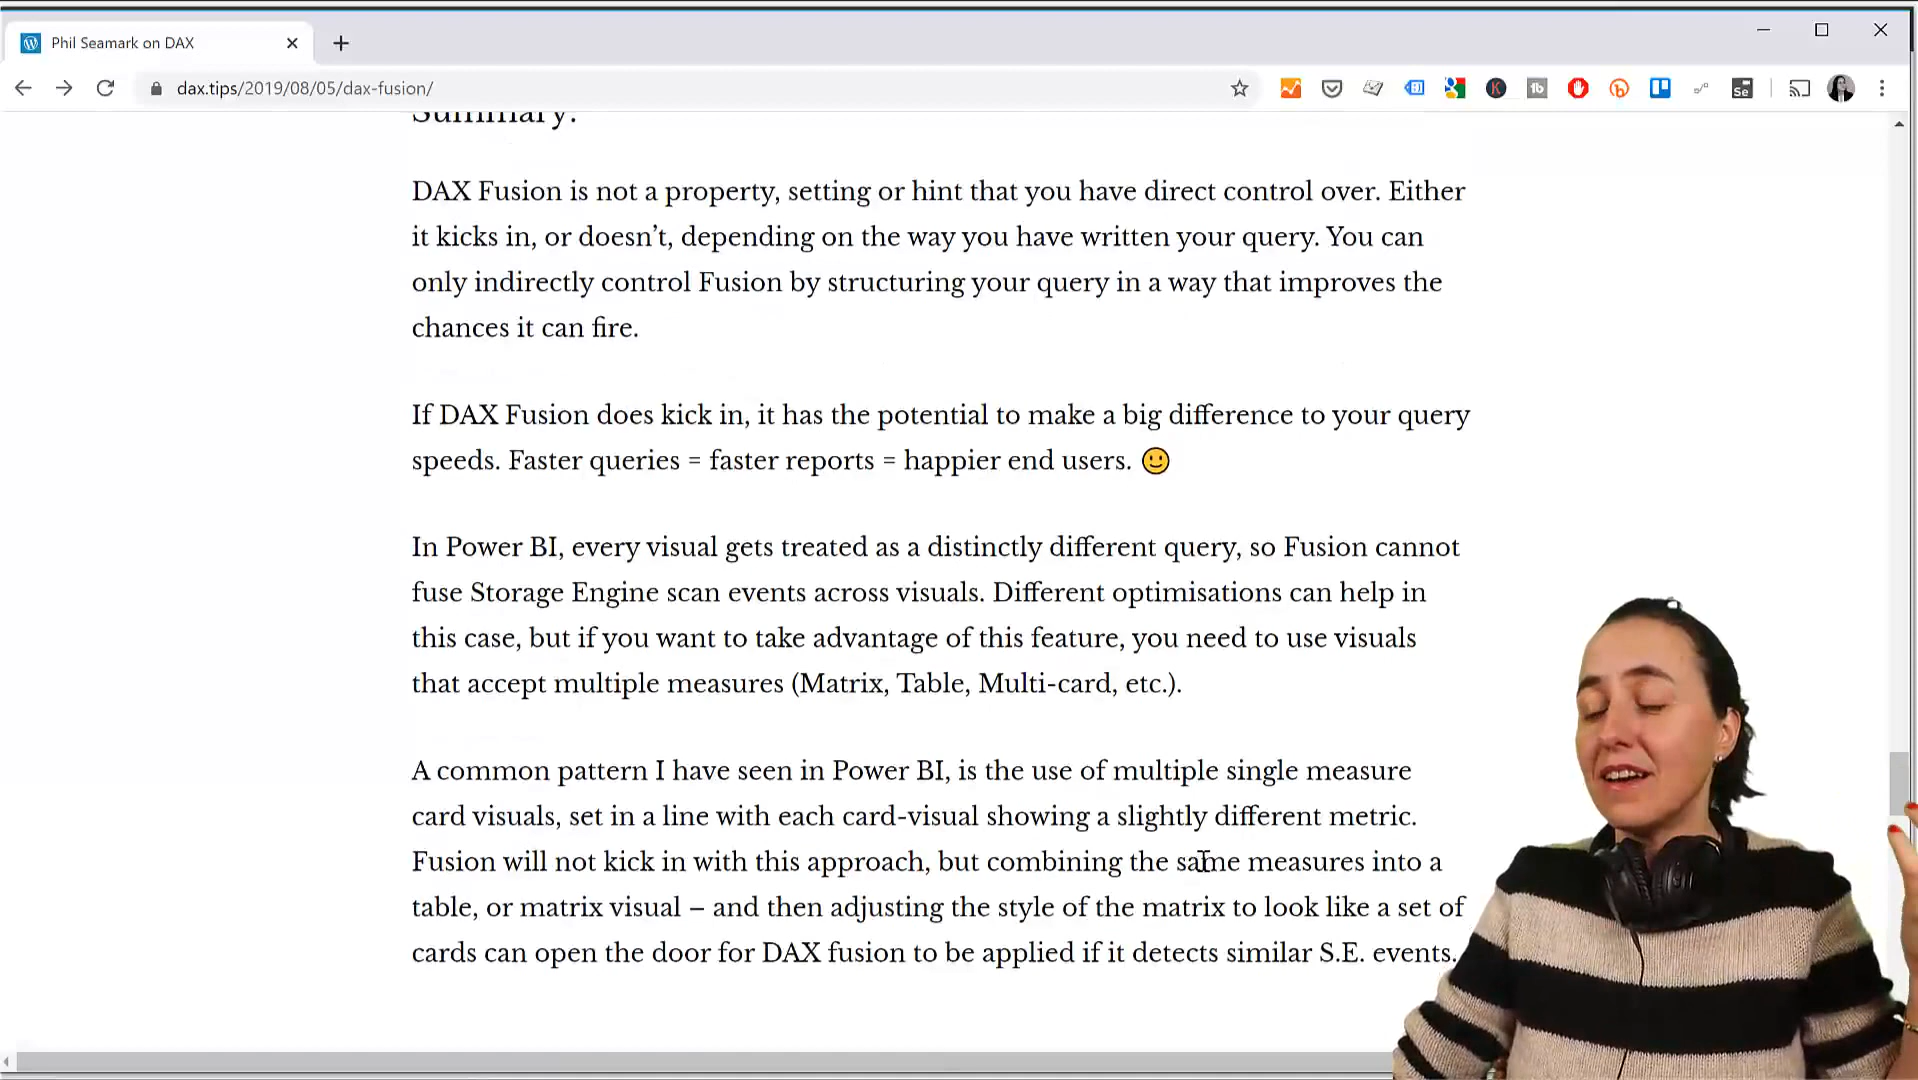 Phil Seamark on DAX
dax.tips/2019/08/05/dax-fusion/
Summary:
DAX Fusion is not a property, setting or hint that you have direct control over. Either
it kicks in, or doesn’t, depending on the way you have written your query. You can
only indirectly control Fusion by structuring your query in a way that improves the
chances it can fire.
If DAX Fusion does kick in, it has the potential to make a big difference to your query
speeds. Faster queries = faster reports = happier end users. 🙂
In Power BI, every visual gets treated as a distinctly different query, so Fusion cannot
fuse Storage Engine scan events across visuals. Different optimisations can help in
this case, but if you want to take advantage of this feature, you need to use visuals
that accept multiple measures (Matrix, Table, Multi-card, etc.).
A common pattern I have seen in Power BI, is the use of multiple single measure
card visuals, set in a line with each card-visual showing a slightly different metric.
Fusion will not kick in with this approach, but combining the same measures into a
table, or matrix visual – and then adjusting the style of the matrix to look like a set of
cards can open the door for DAX fusion to be applied if it detects similar S.E. events.